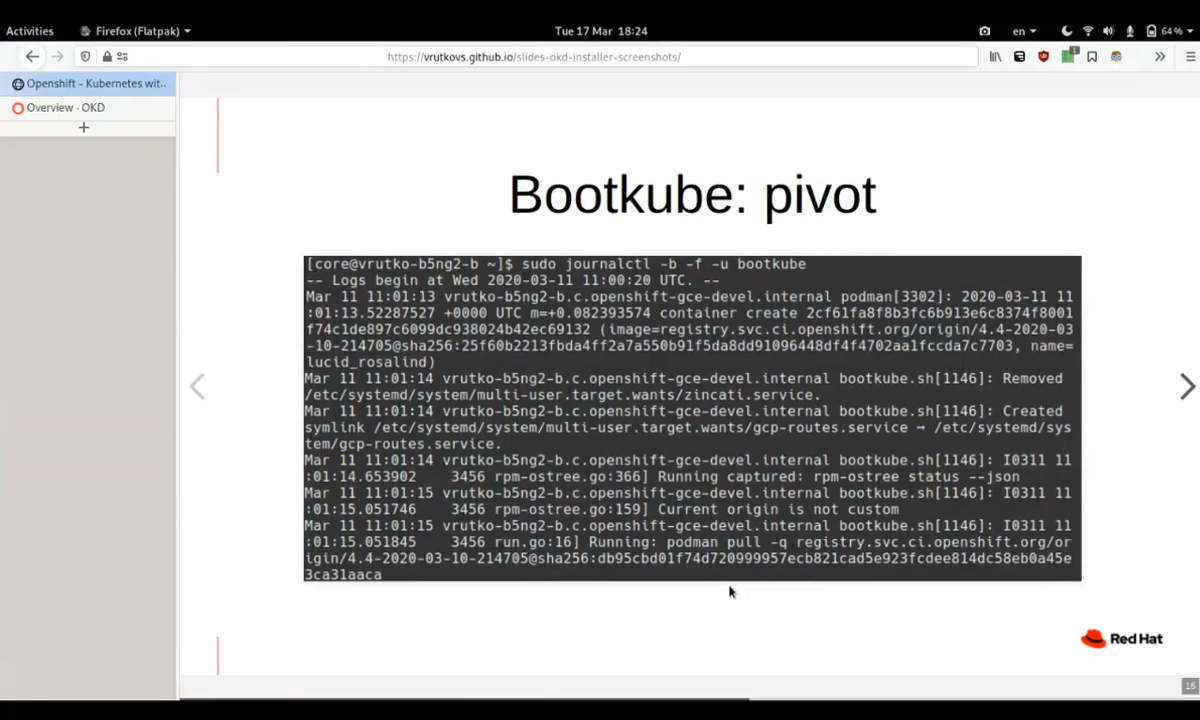 Activities
Firefox (Flatpak)
Tue 17 Mar 18:24
en
64 %
https://vrutkovs.github.io/slides-okd-installer-screenshots/
1
Openshift - Kubernetes wit..
Overview · OKD
Bootkube: pivot
[core@vrutko-b5ng2-b ~]$ sudo journalctl -b -f -u bootkube
-- Logs begin at Wed 2020-03-11 11:00:20 UTC. --
Mar 11 11:01:13 vrutko-b5ng2-b.c.openshift-gce-devel.internal podman[3302]: 2020-03-11 11
:01:13.52287527 +0000 UTC m=+0.082393574 container create 2cf61fa8f8b3fc6b913e6c8374f8001
f74c1de897c6099dc938024b42ec69132 (image=registry.svc.ci.openshift.org/origin/4.4-2020-03
-10-214705@sha256:25f60b2213fbda4ff2a7a550b91f5da8dd91096448df4f4702aa1fccda7c7703, name=
lucid_rosalind)
Mar 11 11:01:14 vrutko-b5ng2-b.c.openshift-gce-devel.internal bootkube.sh[1146]: Removed
/etc/systemd/system/multi-user.target.wants/zincati.service.
Mar 11 11:01:14 vrutko-b5ng2-b.c.openshift-gce-devel.internal bootkube.sh[1146]: Created
symlink /etc/systemd/system/multi-user.target.wants/gcp-routes.service → /etc/systemd/sys
tem/gcp-routes.service.
Mar 11 11:01:14 vrutko-b5ng2-b.c.openshift-gce-devel.internal bootkube.sh[1146]: I0311 11
:01:14.653902    3456 rpm-ostree.go:366] Running captured: rpm-ostree status --json
Mar 11 11:01:15 vrutko-b5ng2-b.c.openshift-gce-devel.internal bootkube.sh[1146]: I0311 11
:01:15.051746    3456 rpm-ostree.go:159] Current origin is not custom
Mar 11 11:01:15 vrutko-b5ng2-b.c.openshift-gce-devel.internal bootkube.sh[1146]: I0311 11
:01:15.051845    3456 run.go:16] Running: podman pull -q registry.svc.ci.openshift.org/or
igin/4.4-2020-03-10-214705@sha256:db95cbd01f74d720999957ecb821cad5e923fcdee814dc58eb0a45e
3ca31aaca
Red Hat
16